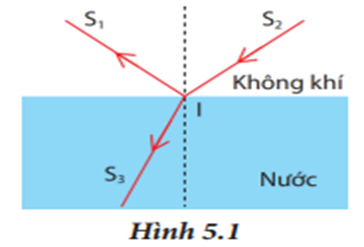 S₁
S₂
Không khí
I
S₃
Nước
Hình 5.1